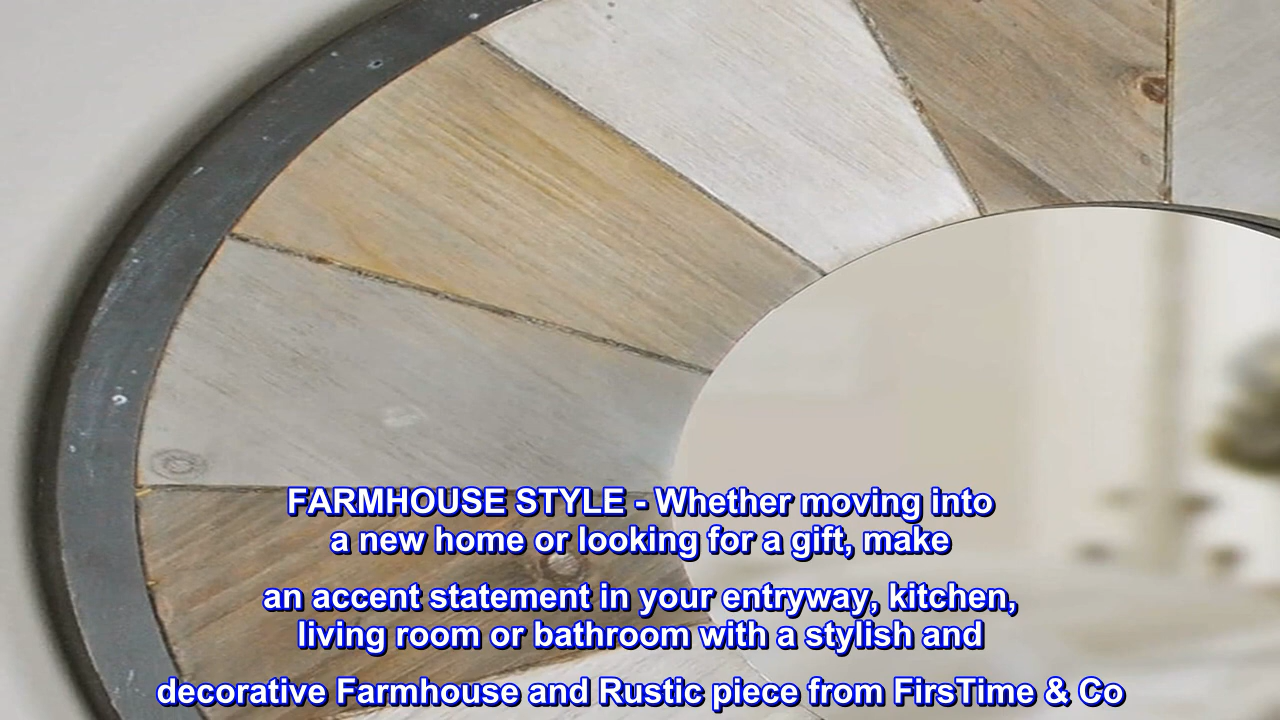 FARMHOUSE STYLE - Whether moving into
a new home or looking for a gift, make
an accent statement in your entryway, kitchen,
living room or bathroom with a stylish and
decorative Farmhouse and Rustic piece from FirsTime & Co